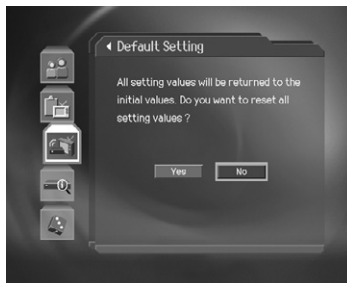 Default Setting
All setting values will be returned to the
initial values. Do you want to reset all
setting values ?
Yes No